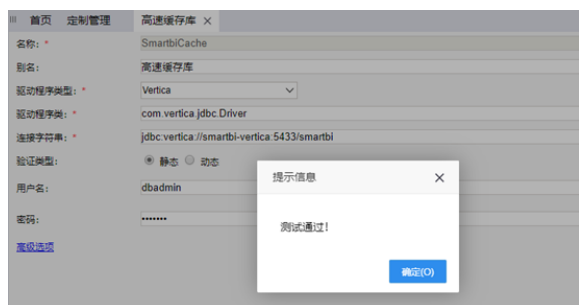 首页 定制管理 高速缓存库 ×
名称: * SmartbiCache
别名: 高速缓存库
驱动程序类型: * Vertica
驱动程序类: * com.vertica.jdbc.Driver
连接字符串: * jdbc:vertica://smartbi-vertica:5433/smartbi
验证类型: 静态 动态
用户名: dbadmin
密码: •••••••
高级选项
提示信息 ×
测试通过!
确定(O)